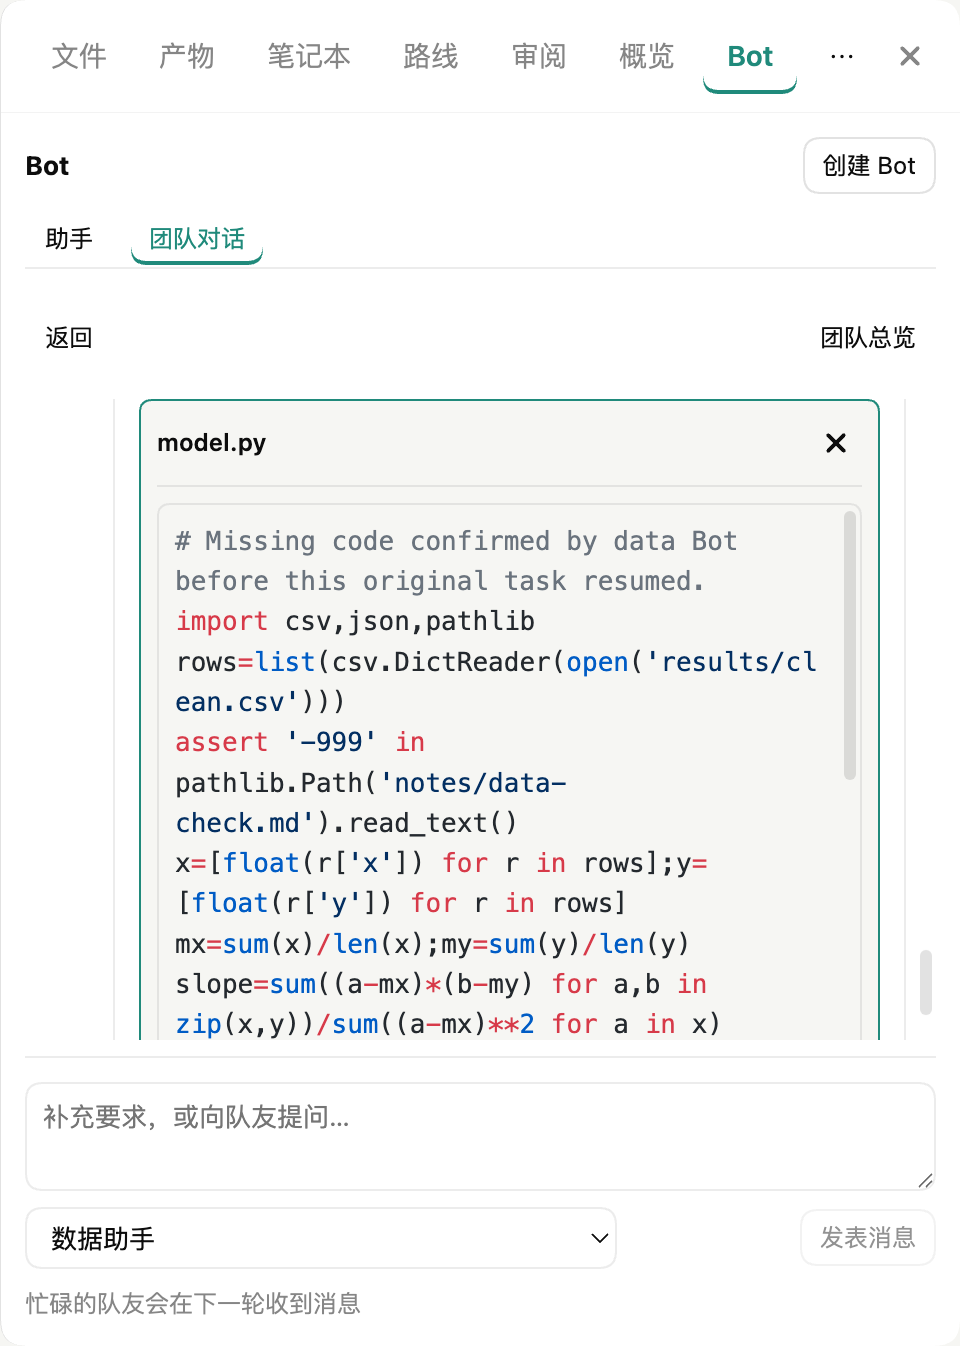 文件 产物 笔记本 路线 审阅 概览 Bot ... ×
Bot 创建 Bot
助手 团队对话
返回 团队总览
model.py ×
# Missing code confirmed by data Bot
before this original task resumed.
import csv,json,pathlib
rows=list(csv.DictReader(open('results/cl
ean.csv')))
assert '-999' in
pathlib.Path('notes/data-
check.md').read_text()
x=[float(r['x']) for r in rows];y=
[float(r['y']) for r in rows]
mx=sum(x)/len(x);my=sum(y)/len(y)
slope=sum((a-mx)*(b-my) for a,b in
zip(x,y))/sum((a-mx)**2 for a in x)
补充要求，或向队友提问...
数据助手 发表消息
忙碌的队友会在下一轮收到消息